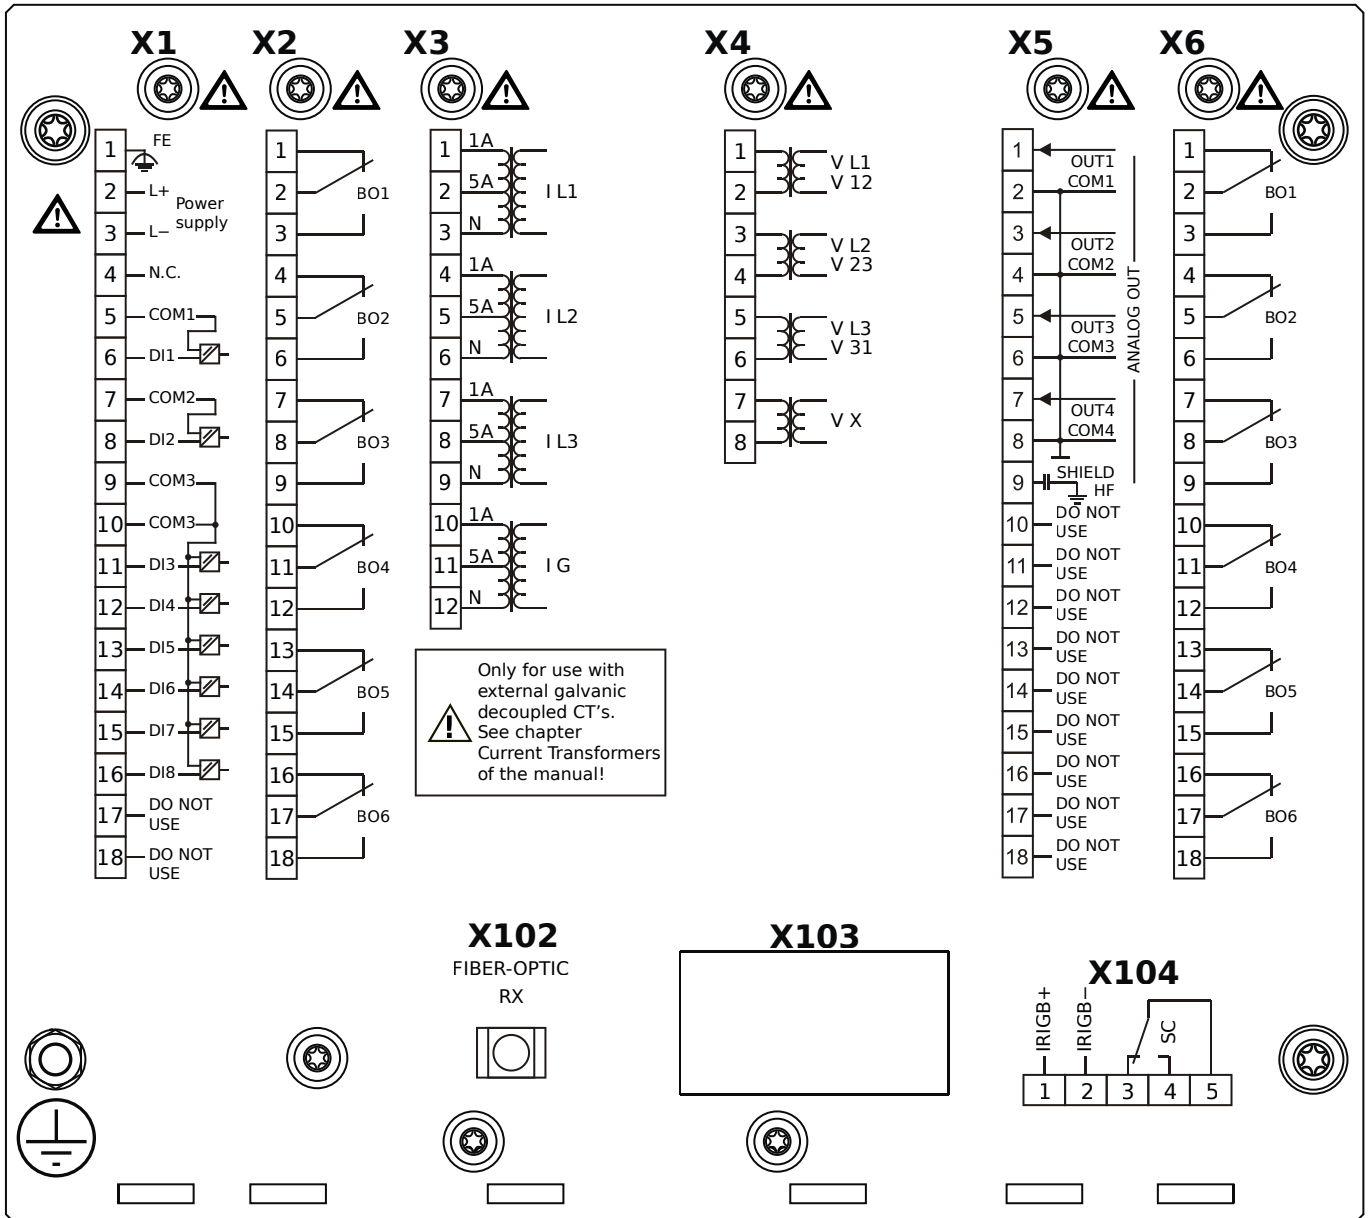 X1
X2
X3
X4
X5
X6
1 FE
2 L+
Power
supply
3 L−
4 N.C.
5 COM1
6 DI1
7 COM2
8 DI2
9 COM3
10 COM3
11 DI3
12 DI4
13 DI5
14 DI6
15 DI7
16 DI8
17 DO NOT
USE
18 DO NOT
USE
1
2 BO1
3
4
5 BO2
6
7
8 BO3
9
10
11 BO4
12
13
14 BO5
15
16
17 BO6
18
1 1A
2 5A I L1
3 N
4 1A
5 5A I L2
6 N
7 1A
8 5A I L3
9 N
10 1A
11 5A I G
12 N
Only for use with
external galvanic
decoupled CT's.
See chapter
Current Transformers
of the manual!
1 V L1
2 V 12
3 V L2
4 V 23
5 V L3
6 V 31
7 V X
8
1 OUT1
2 COM1
3 OUT2
4 COM2
5 OUT3
6 COM3
7 OUT4
8 COM4
ANALOG OUT
9 SHIELD
HF
10 DO NOT
USE
11 DO NOT
USE
12 DO NOT
USE
13 DO NOT
USE
14 DO NOT
USE
15 DO NOT
USE
16 DO NOT
USE
17 DO NOT
USE
18 DO NOT
USE
1
2 BO1
3
4
5 BO2
6
7
8 BO3
9
10
11 BO4
12
13
14 BO5
15
16
17 BO6
18
X102
FIBER-OPTIC
RX
X103
X104
IRIGB+
IRIGB−
SC
1 2 3 4 5